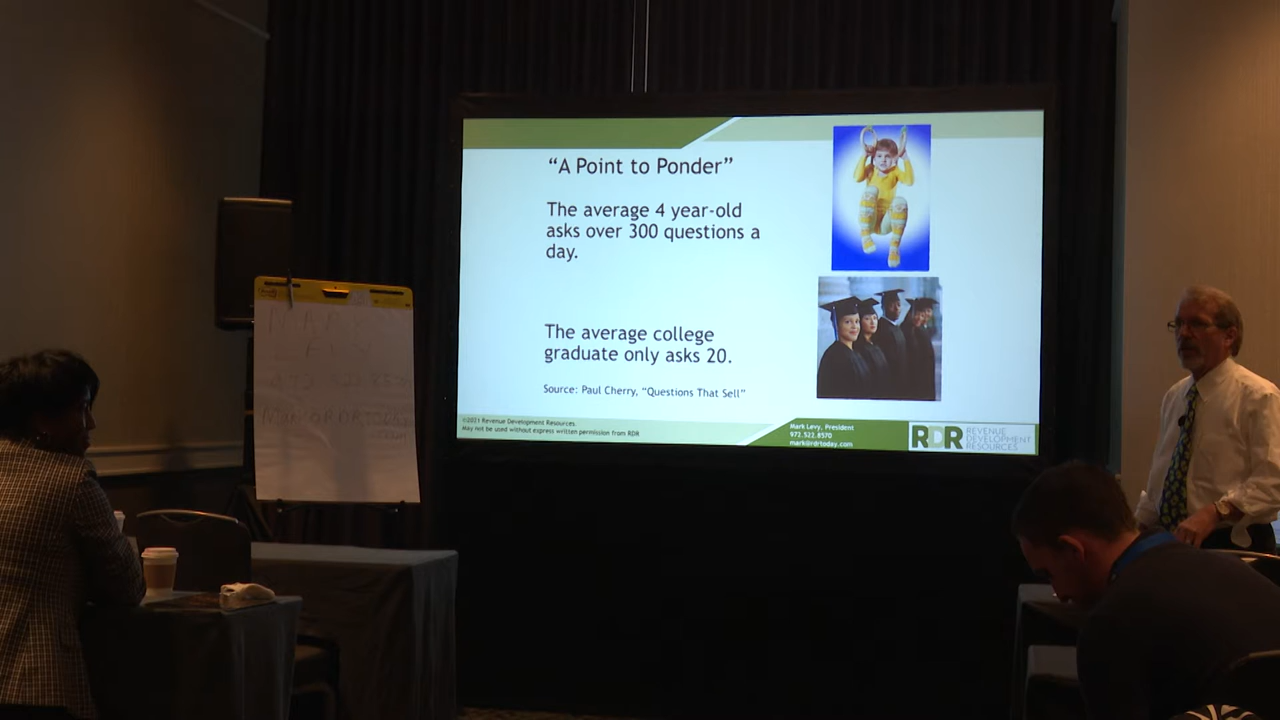 “A Point to Ponder”
The average 4 year-old
asks over 300 questions a
day.
The average college
graduate only asks 20.
Source: Paul Cherry, “Questions That Sell”
©2021 Revenue Development Resources.
May not be used without express written permission from RDR
Mark Levy, President
972.522.8570
mark@rdrtoday.com
RDR
REVENUE
DEVELOPMENT
RESOURCES